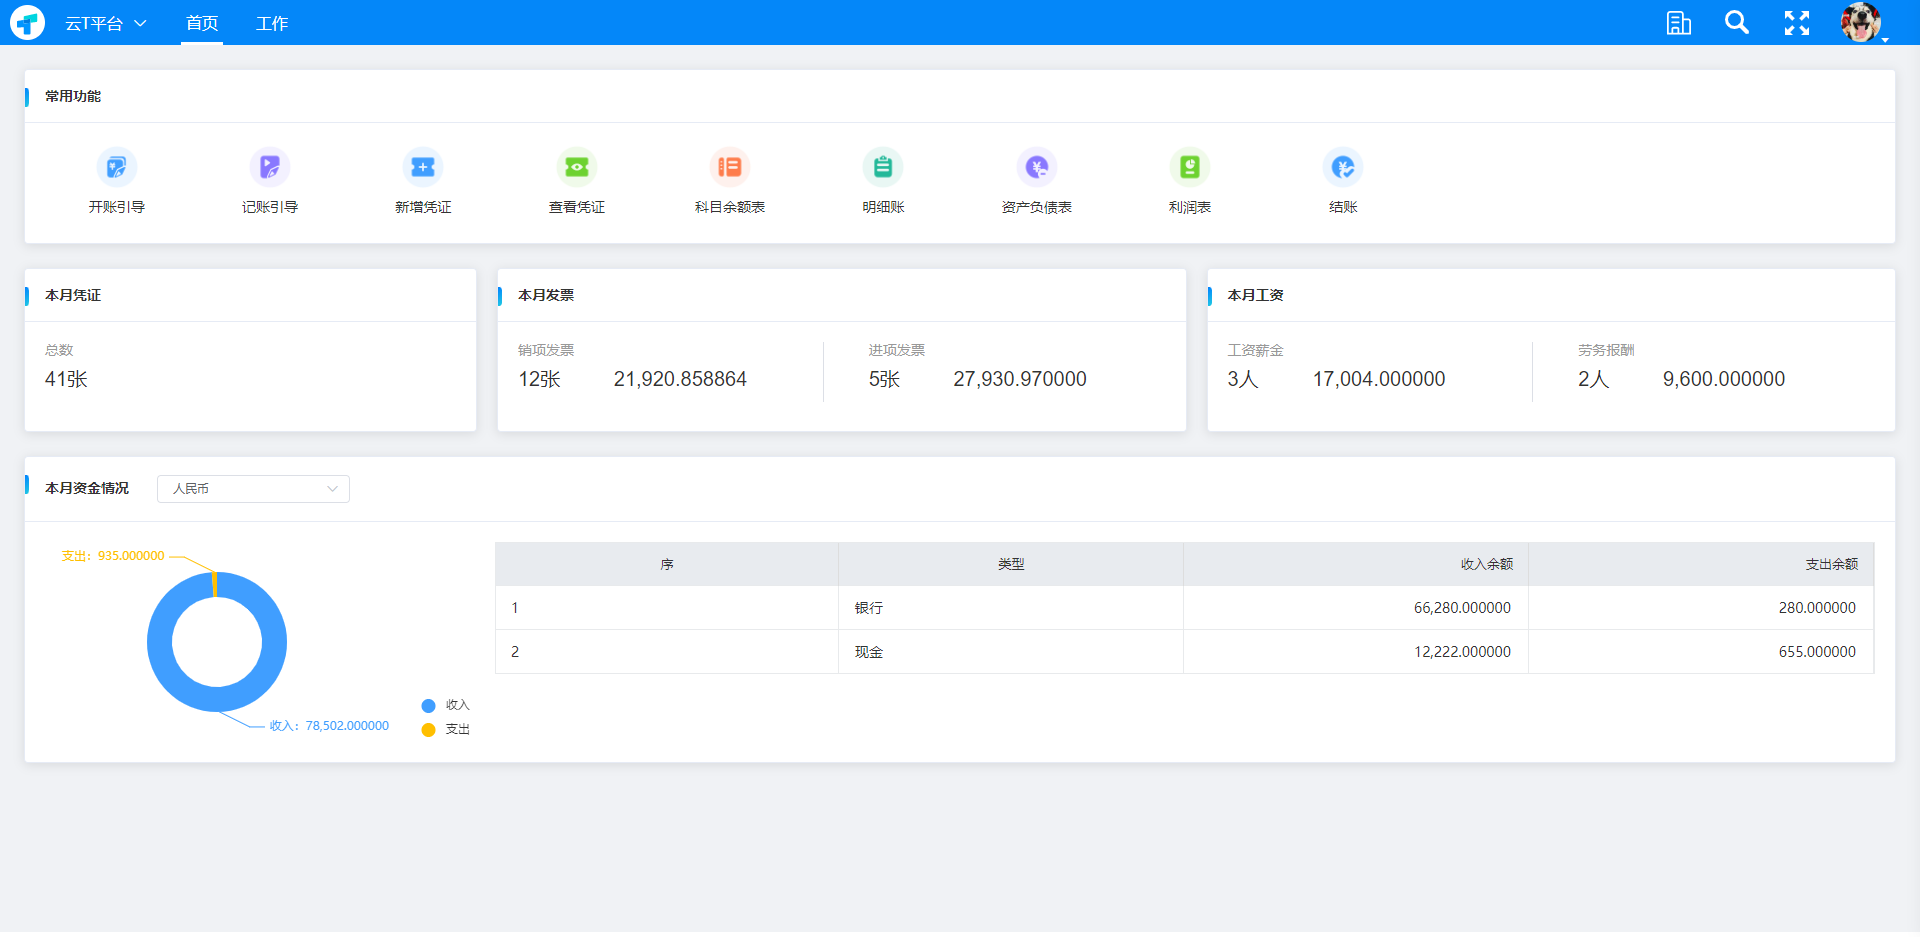 云T平台 首页 工作
常用功能
开账引导 记账引导 新增凭证 查看凭证 科目余额表 明细账 资产负债表 利润表 结账
本月凭证 本月发票 本月工资
总数 销项发票 进项发票 工资薪金 劳务报酬
41张 12张 21,920.858864 5张 27,930.970000 3人 17,004.000000 2人 9,600.000000
本月资金情况 人民币
支出：935.000000
收入：78,502.000000
收入
支出
序 类型 收入余额 支出余额
1 银行 66,280.000000 280.000000
2 现金 12,222.000000 655.000000